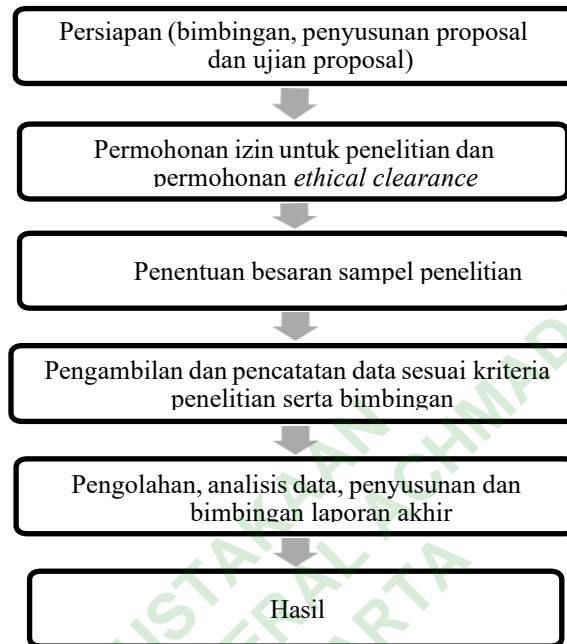 Persiapan (bimbingan, penyusunan proposal
dan ujian proposal)
Permohonan izin untuk penelitian dan
permohonan ethical clearance
Penentuan besaran sampel penelitian
Pengambilan dan pencatatan data sesuai kriteria
penelitian serta bimbingan
Pengolahan, analisis data, penyusunan dan
bimbingan laporan akhir
Hasil